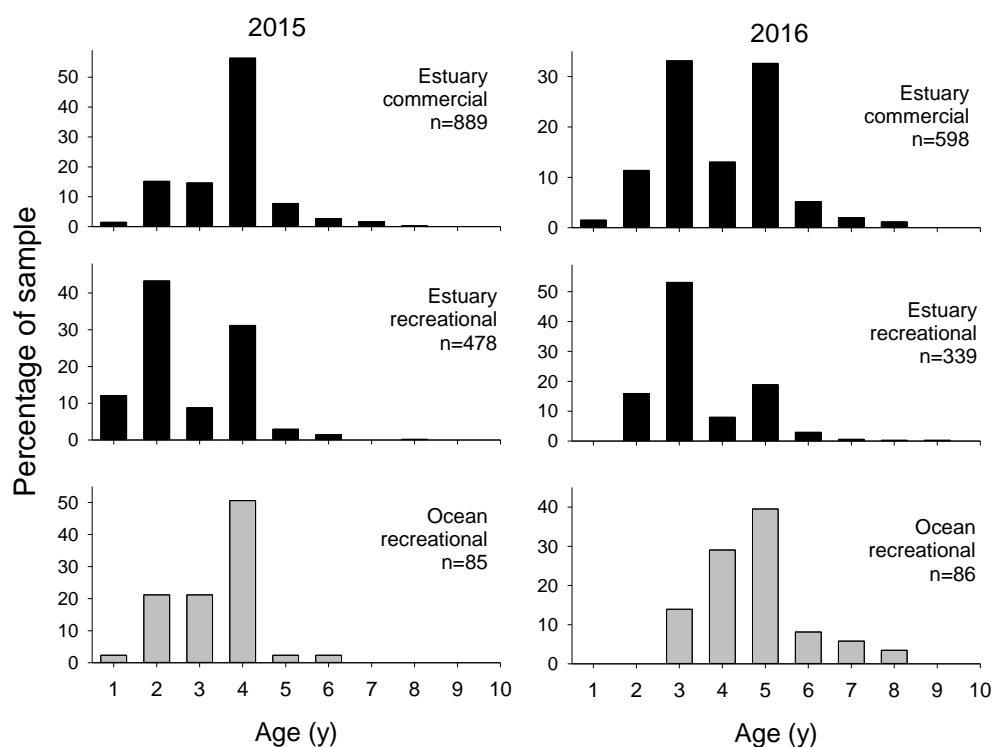 2015
2016
Percentage of sample
50
40
30
20
10
0
Estuary
commercial
n=889
30
20
10
0
Estuary
commercial
n=598
40
30
20
10
0
Estuary
recreational
n=478
50
40
30
20
10
0
Estuary
recreational
n=339
50
40
30
20
10
0
Ocean
recreational
n=85
40
30
20
10
0
Ocean
recreational
n=86
1 2 3 4 5 6 7 8 9 10
1 2 3 4 5 6 7 8 9 10
Age (y)
Age (y)